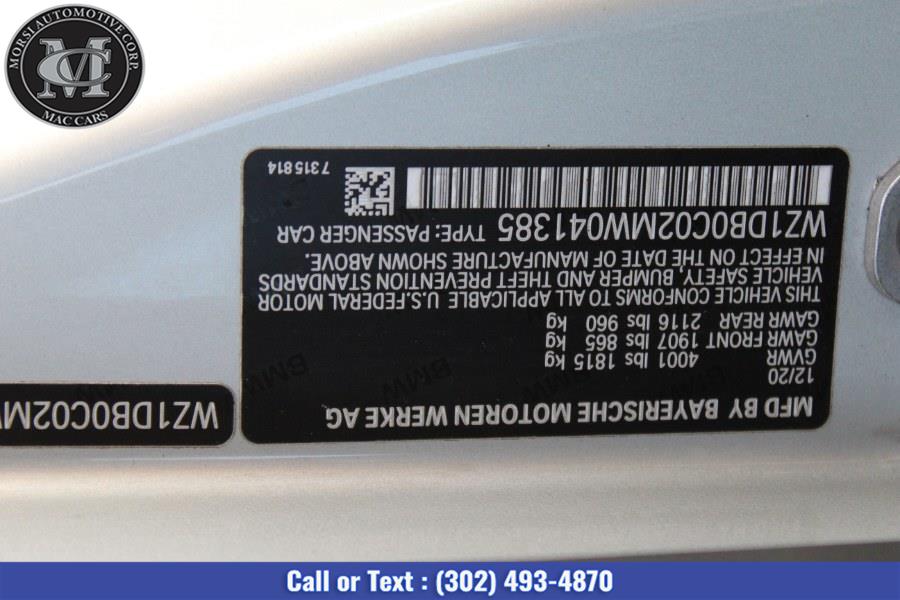 MORSI AUTOMOTIVE CORP.
MC
MAC CARS
MFD BY BAYERISCHE MOTOREN WERKE AG
12/20
GVWR 4001 lbs 1815 kg
GAWR FRONT 1907 lbs 865 kg
GAWR REAR 2116 lbs 960 kg
THIS VEHICLE CONFORMS TO ALL APPLICABLE U.S.FEDERAL MOTOR
VEHICLE SAFETY, BUMPER AND THEFT PREVENTION STANDARDS
IN EFFECT ON THE DATE OF MANUFACTURE SHOWN ABOVE.
WZ1DB0C02MW041385 TYPE: PASSENGER CAR
7315814
WZ1DB0C02MW
Call or Text : (302) 493-4870